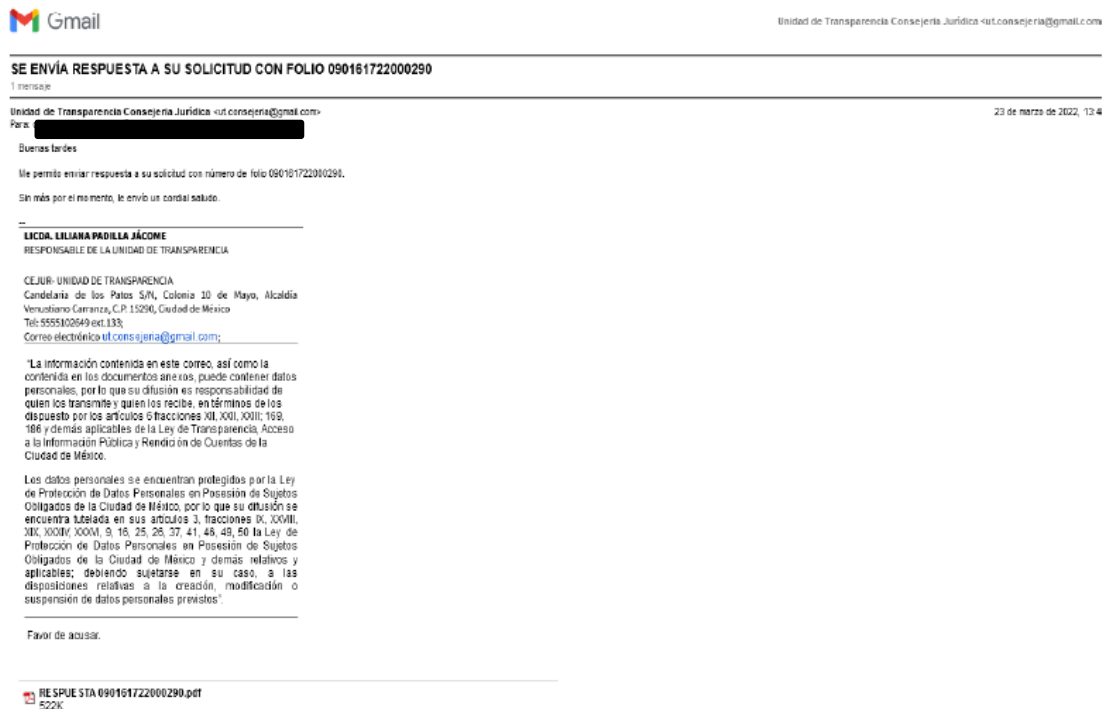 Gmail
Unidad de Transparencia Consejería Jurídica <ut.consejeria@gmail.com
SE ENVÍA RESPUESTA A SU SOLICITUD CON FOLIO 090161722000290
1 mensaje
Unidad de Transparencia Consejería Jurídica <ut.consejeria@gmail.com>
23 de marzo de 2022, 13:4
Para:
Buenas tardes
Me permito enviar respuesta a su solicitud con número de folio 090161722000290.
Sin más por el momento, le envío un cordial saludo.
--
LICDA. LILIANA PADILLA JÁCOME
RESPONSABLE DE LA UNIDAD DE TRANSPARENCIA
CEJUR- UNIDAD DE TRANSPARENCIA
Candelaria de los Patos S/N, Colonia 10 de Mayo, Alcaldía
Venustiano Carranza, C.P. 15290, Ciudad de México
Tel: 5555102649 ext.133;
Correo electrónico ut.consejeria@gmail.com;
"La información contenida en este correo, así como la
contenida en los documentos anexos, puede contener datos
personales, por lo que su difusión es responsabilidad de
quien los transmite y quien los recibe, en términos de los
dispuesto por los artículos 6 fracciones XII, XXII, XXIII; 169,
186 y demás aplicables de la Ley de Transparencia, Acceso
a la Información Pública y Rendición de Cuentas de la
Ciudad de México.
Los datos personales se encuentran protegidos por la Ley
de Protección de Datos Personales en Posesión de Sujetos
Obligados de la Ciudad de México, por lo que su difusión se
encuentra tutelada en sus artículos 3, fracciones IX, XXVIII,
XIX, XXXIV, XXXVI, 9, 16, 25, 26, 37, 41, 46, 49, 50 la Ley de
Protección de Datos Personales en Posesión de Sujetos
Obligados de la Ciudad de México y demás relativos y
aplicables; debiendo sujetarse en su caso, a las
disposiciones relativas a la creación, modificación o
suspensión de datos personales previstos".
Favor de acusar.
RESPUESTA 090161722000290.pdf
522K